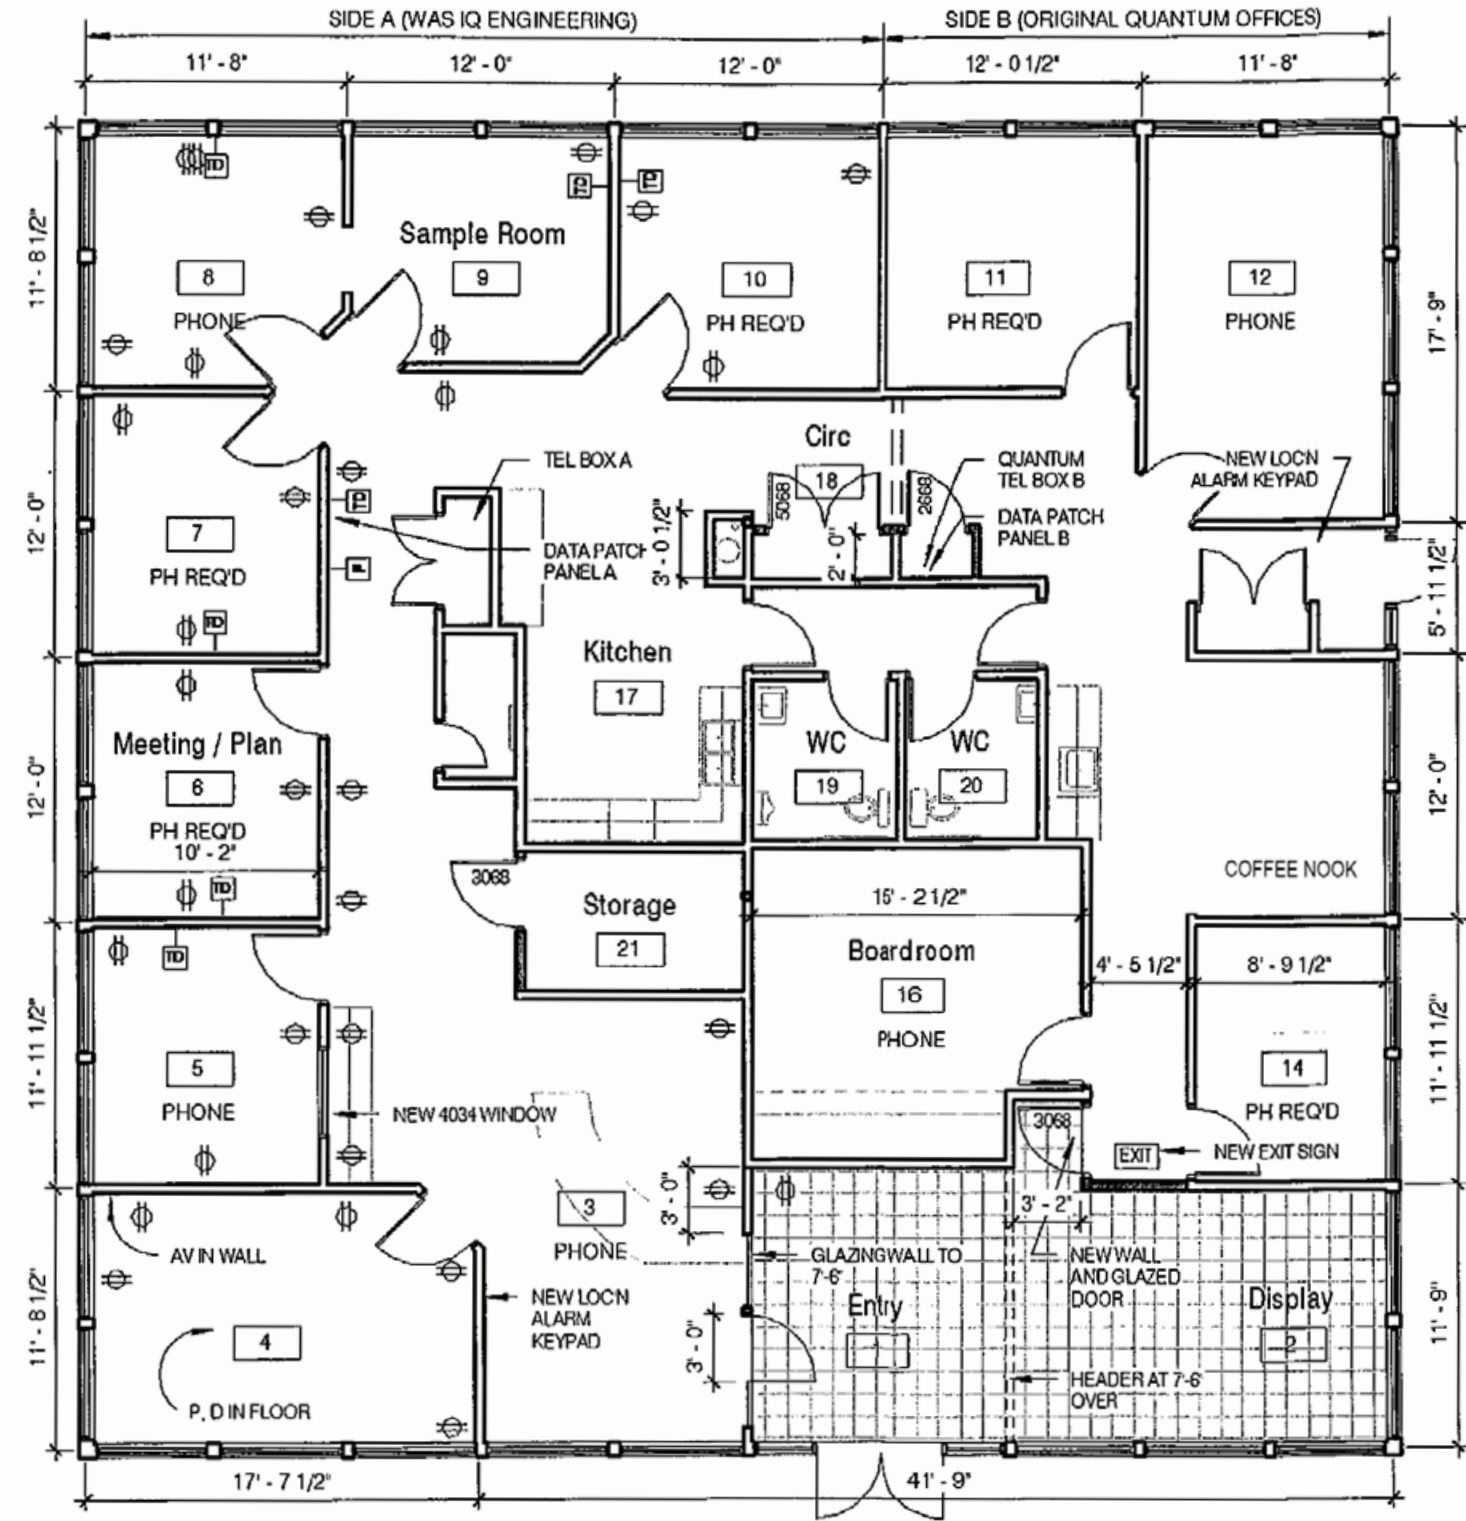 SIDE A (WAS IQ ENGINEERING)
SIDE B (ORIGINAL QUANTUM OFFICES)
11' - 8"
12' - 0"
12' - 0"
12' - 0 1/2"
11' - 8"
11' - 8 1/2"
17' - 9"
TD
TD
TD
8
PHONE
Sample Room
9
10
PH REQ'D
11
PH REQ'D
12
PHONE
12' - 0"
7
PH REQ'D
TD
TD
TEL BOX A
DATA PATCH
PANEL A
Circ
18
5068
2668
3' - 0 1/2"
2' - 0"
QUANTUM
TEL BOX B
DATA PATCH
PANEL B
NEW LOCN
ALARM KEYPAD
5' - 11 1/2"
Kitchen
17
12' - 0"
Meeting / Plan
6
PH REQ'D
10' - 2"
TD
WC
19
WC
20
12' - 0"
COFFEE NOOK
3068
Storage
21
15' - 2 1/2"
Boardroom
16
PHONE
4' - 5 1/2"
8' - 9 1/2"
11' - 11 1/2"
TD
5
PHONE
NEW 4034 WINDOW
14
PH REQ'D
11' - 11 1/2"
3068
EXIT
NEW EXIT SIGN
3' - 0"
3' - 2"
3
PHONE
AV IN WALL
GLAZING WALL TO
7'-6"
NEW WALL
AND GLAZED
DOOR
11' - 8 1/2"
4
P, D IN FLOOR
NEW LOCN
ALARM
KEYPAD
3' - 0"
Entry
1
Display
2
HEADER AT 7'-6"
OVER
11' - 9"
17' - 7 1/2"
41' - 9"